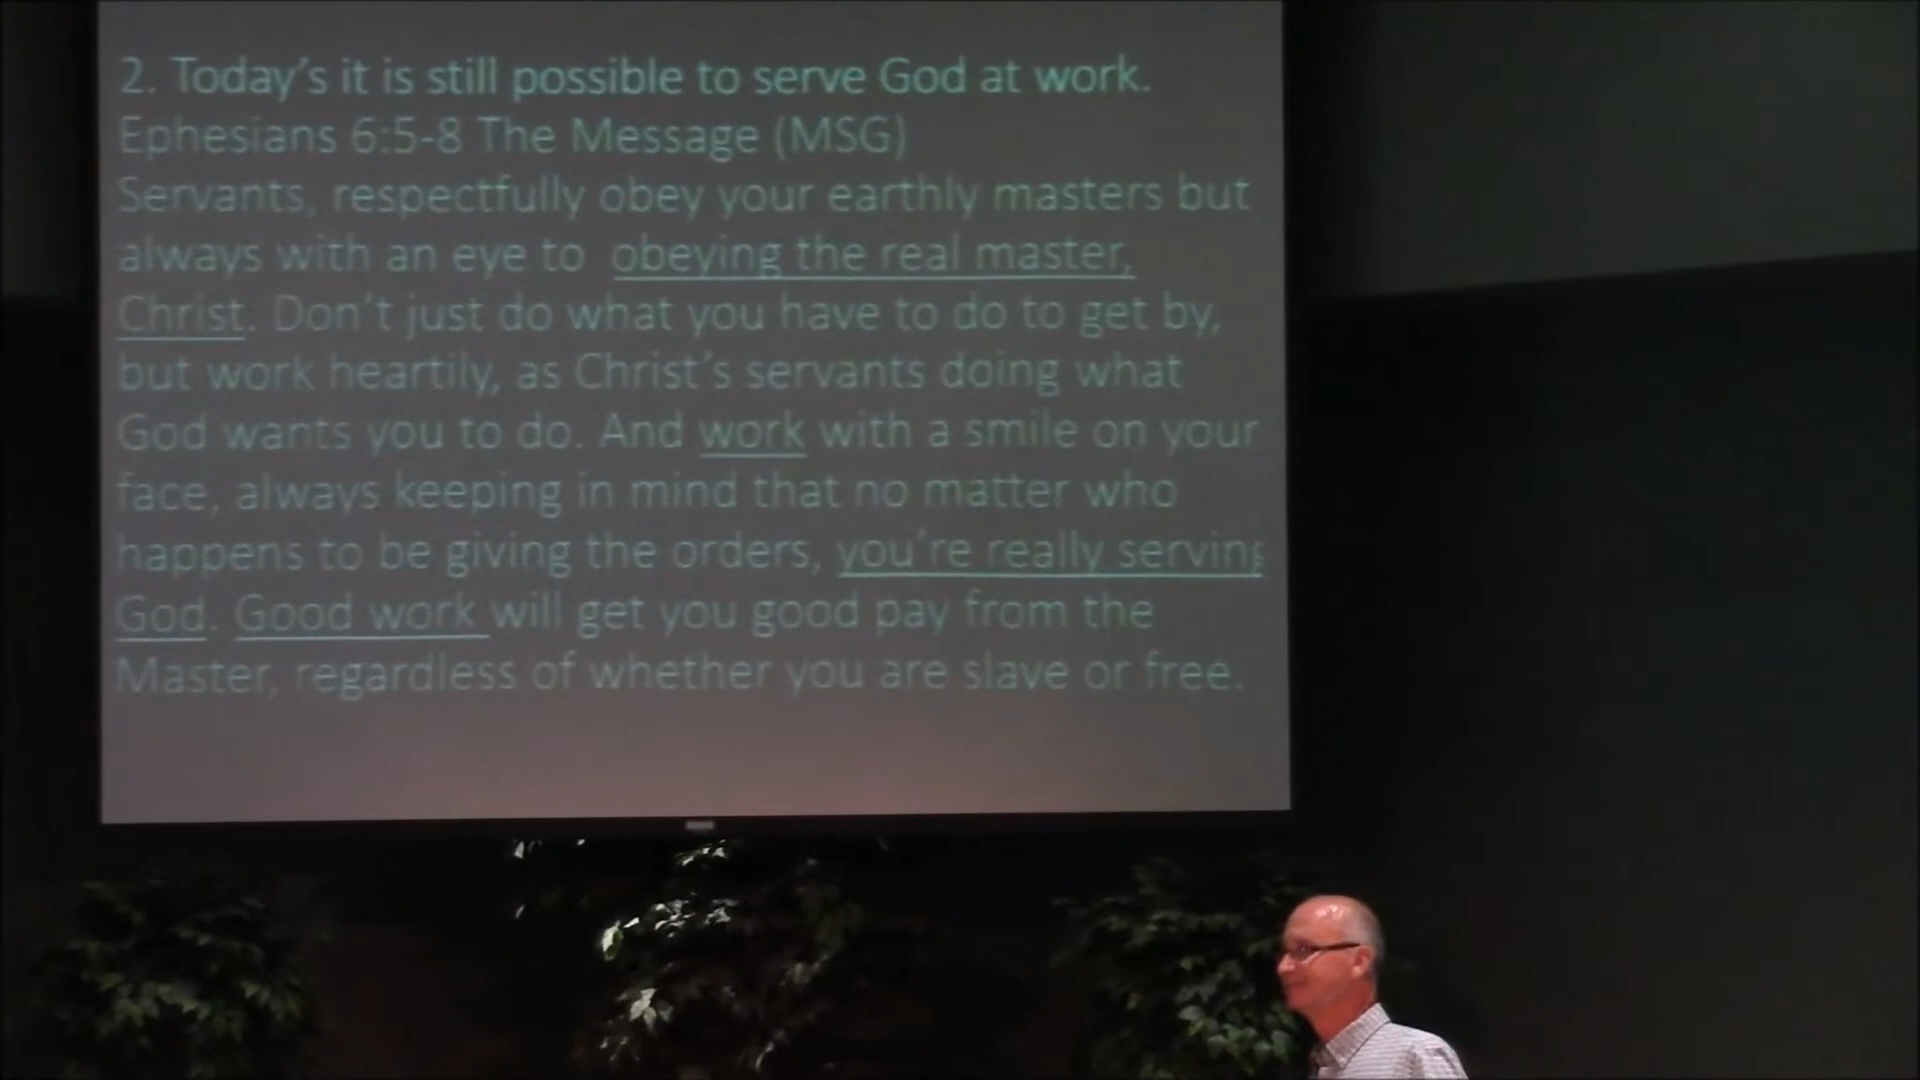 2. Today's it is still possible to serve God at work.
Ephesians 6:5-8 The Message (MSG)
Servants, respectfully obey your earthly masters but
always with an eye to obeying the real master,
Christ. Don't just do what you have to do to get by,
but work heartily, as Christ's servants doing what
God wants you to do. And work with a smile on your
face, always keeping in mind that no matter who
happens to be giving the orders, you're really serving
God. Good work will get you good pay from the
Master, regardless of whether you are slave or free.